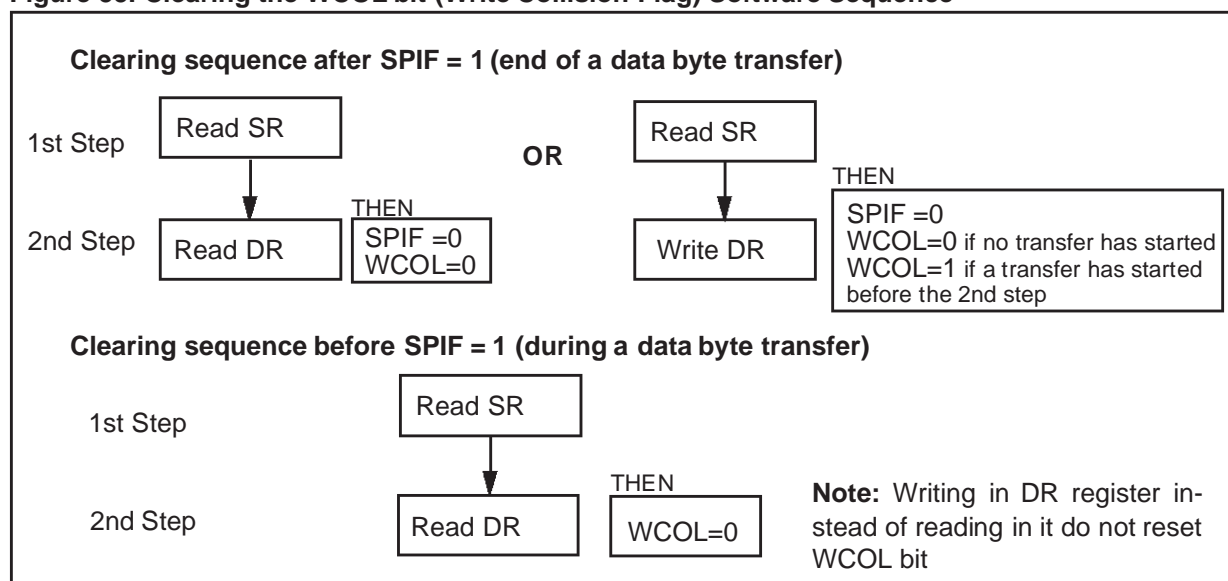 Clearing sequence after SPIF = 1 (end of a data byte transfer)
1st Step
Read SR
OR
Read SR
2nd Step
Read DR
THEN
SPIF =0
WCOL=0
Write DR
THEN
SPIF =0
WCOL=0 if no transfer has started
WCOL=1 if a transfer has started
before the 2nd step
Clearing sequence before SPIF = 1 (during a data byte transfer)
1st Step
Read SR
2nd Step
Read DR
THEN
WCOL=0
Note: Writing in DR register in-
stead of reading in it do not reset
WCOL bit